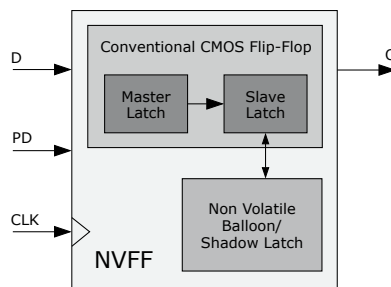 Conventional CMOS Flip-Flop
D
Master
Latch
Slave
Latch
PD
Non Volatile
Balloon/
Shadow Latch
CLK
NVFF